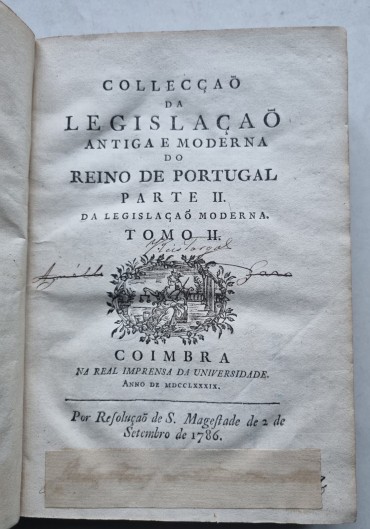 COLLECÇAÕ
DA
LEGISLAÇAÕ
ANTIGA E MODERNA
DO
REINO DE PORTUGAL
PARTE II.
DA LEGISLAÇAÕ MODERNA.
TOMO II.
COIMBRA
NA REAL IMPRENSA DA UNIVERSIDADE.
ANNO DE MDCCLXXXIX.
Por Resoluçaõ de S. Magestade de 2 de
Setembro de 1786.